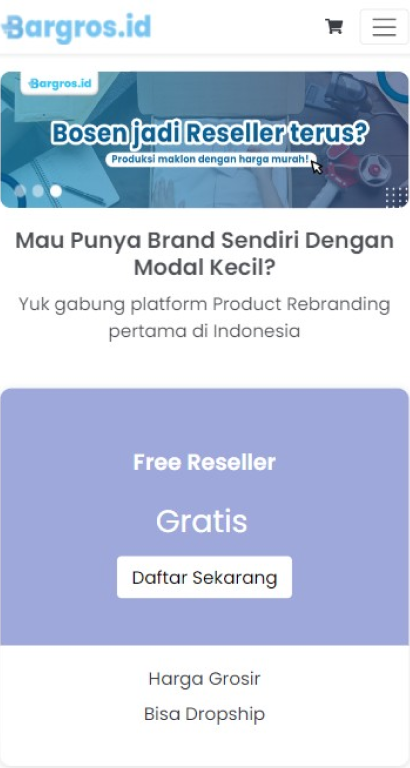 Bargros.id
Bargros.id
Bosen jadi Reseller terus?
Produksi maklon dengan harga murah!
Mau Punya Brand Sendiri Dengan
Modal Kecil?
Yuk gabung platform Product Rebranding
pertama di Indonesia
Free Reseller
Gratis
Daftar Sekarang
Harga Grosir
Bisa Dropship